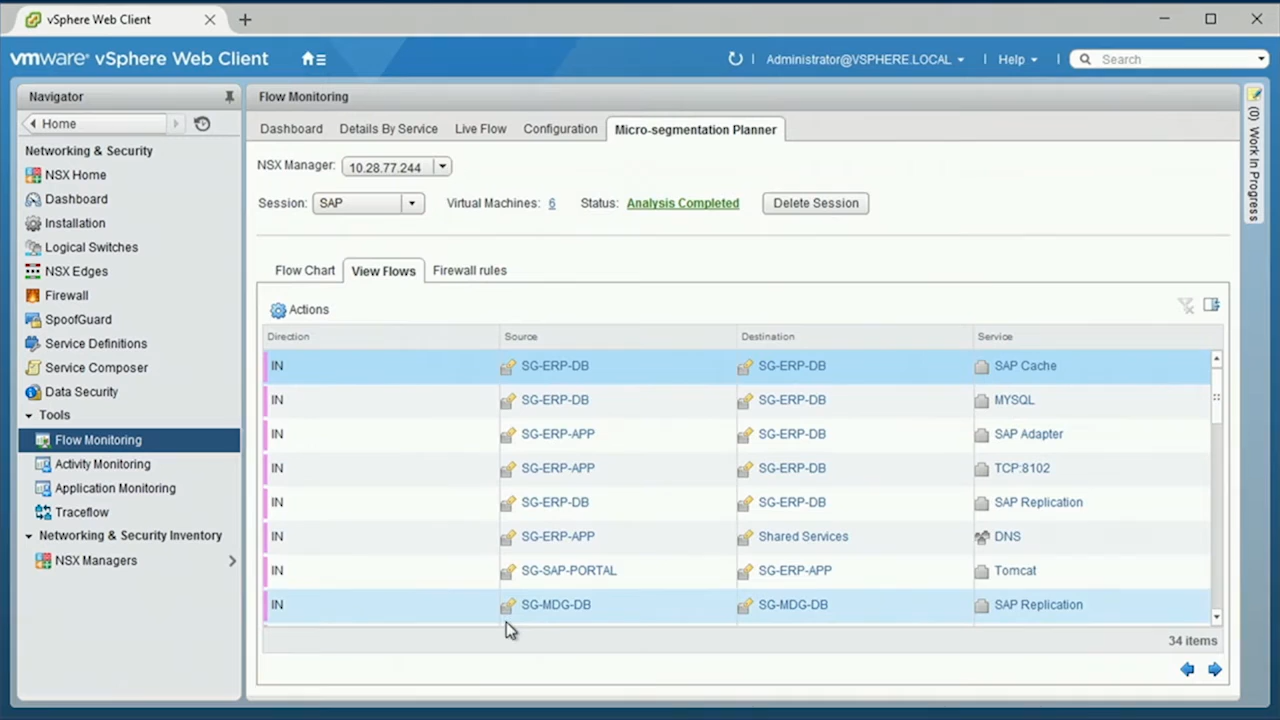 vSphere Web Client
vmware® vSphere Web Client
Administrator@VSPHERE.LOCAL
Help
Search
Navigator
Home
Networking & Security
NSX Home
Dashboard
Installation
Logical Switches
NSX Edges
Firewall
SpoofGuard
Service Definitions
Service Composer
Data Security
Tools
Flow Monitoring
Activity Monitoring
Application Monitoring
Traceflow
Networking & Security Inventory
NSX Managers
Flow Monitoring
Dashboard Details By Service Live Flow Configuration Micro-segmentation Planner
NSX Manager: 10.28.77.244
Session: SAP Virtual Machines: 6 Status: Analysis Completed Delete Session
Flow Chart View Flows Firewall rules
Actions
Direction Source Destination Service
IN SG-ERP-DB SG-ERP-DB SAP Cache
IN SG-ERP-DB SG-ERP-DB MYSQL
IN SG-ERP-APP SG-ERP-DB SAP Adapter
IN SG-ERP-APP SG-ERP-DB TCP:8102
IN SG-ERP-DB SG-ERP-DB SAP Replication
IN SG-ERP-APP Shared Services DNS
IN SG-SAP-PORTAL SG-ERP-APP Tomcat
IN SG-MDG-DB SG-MDG-DB SAP Replication
34 items
(0) Work In Progress